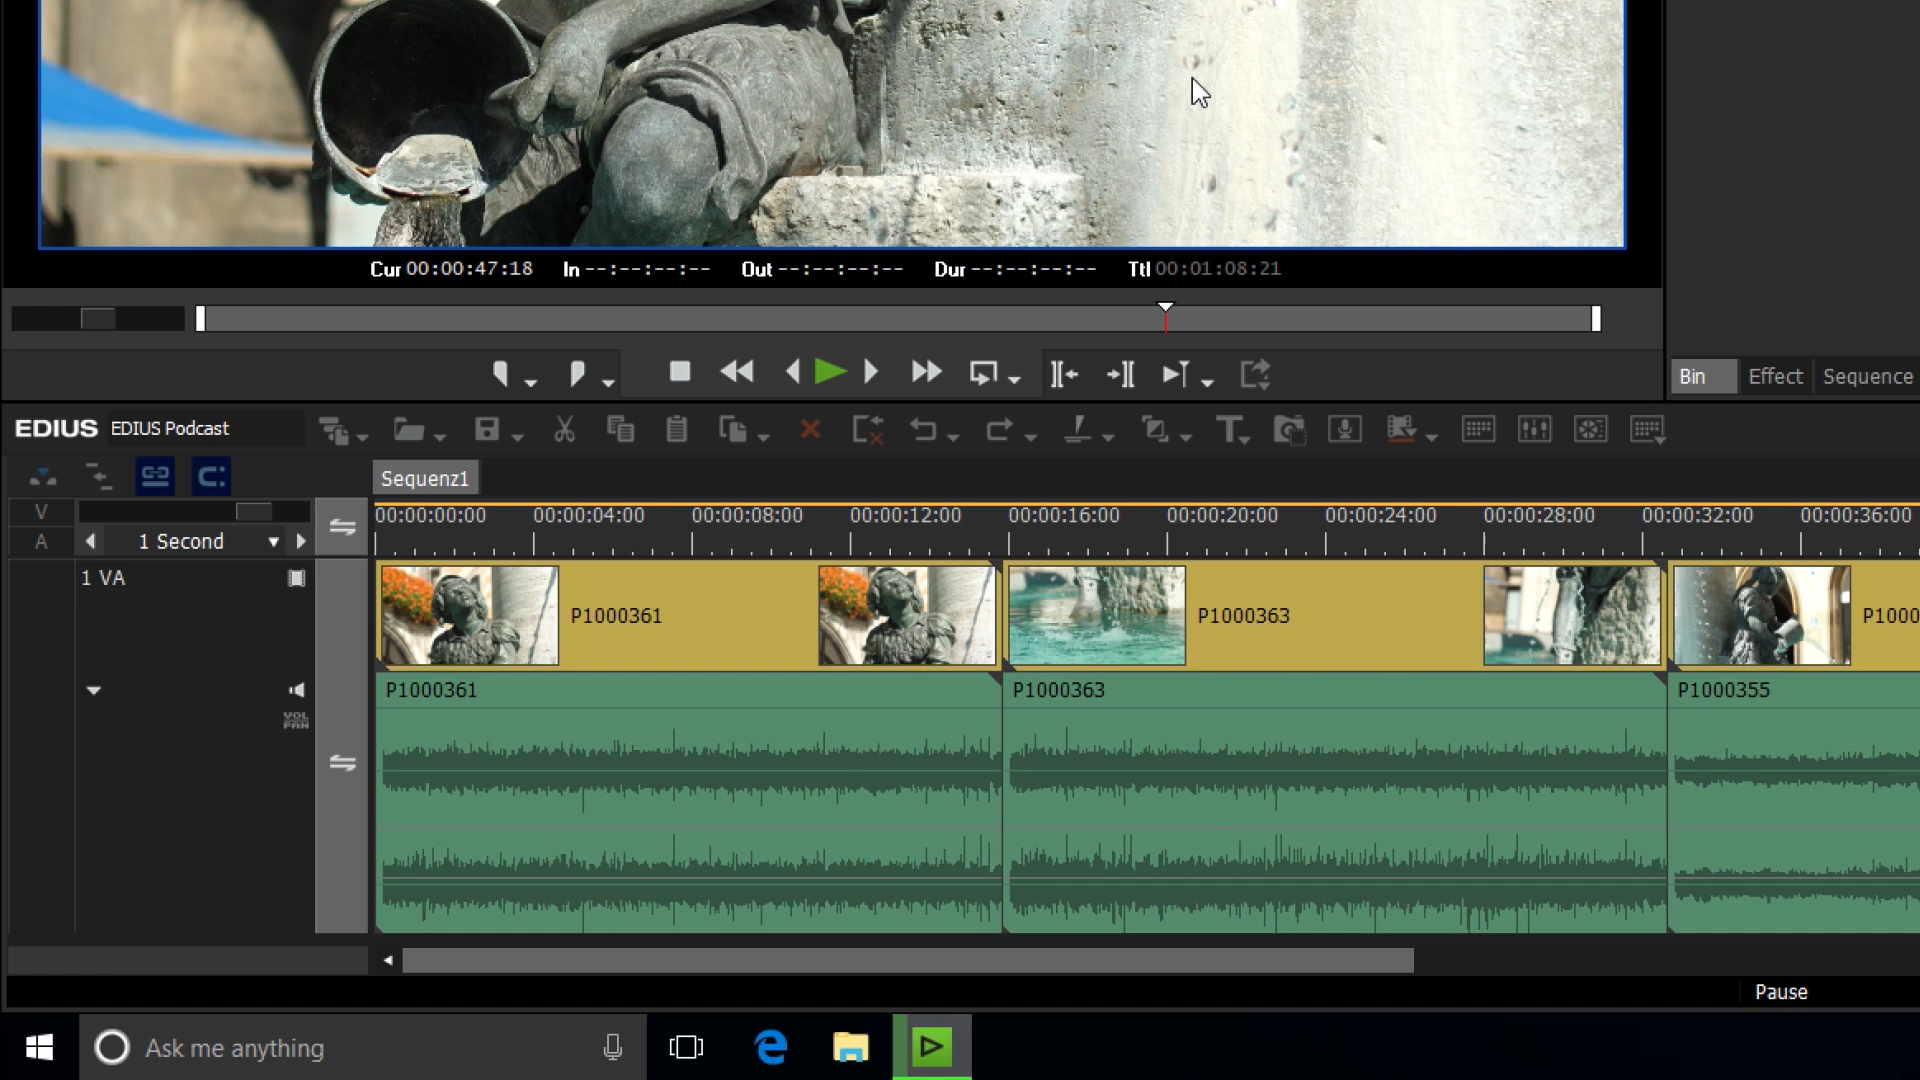 Cur 00:00:47:18 In --:--:--:-- Out --:--:--:-- Dur --:--:--:-- Ttl 00:01:08:21
Bin Effect Sequence
EDIUS EDIUS Podcast
Sequenz1
V
00:00:00:00 00:00:04:00 00:00:08:00 00:00:12:00 00:00:16:00 00:00:20:00 00:00:24:00 00:00:28:00 00:00:32:00 00:00:36:00
A 1 Second
1 VA
P1000361 P1000363 P1000
P1000361 P1000363 P1000355
VOL
PAN
Pause
Ask me anything